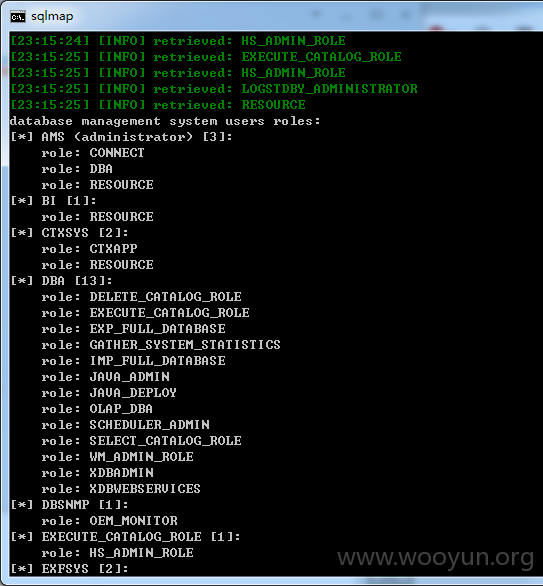 sqlmap
[23:15:24] [INFO] retrieved: HS_ADMIN_ROLE
[23:15:25] [INFO] retrieved: EXECUTE_CATALOG_ROLE
[23:15:25] [INFO] retrieved: HS_ADMIN_ROLE
[23:15:25] [INFO] retrieved: LOGSTDBY_ADMINISTRATOR
[23:15:25] [INFO] retrieved: RESOURCE
database management system users roles:
[*] AMS (administrator) [3]:
    role: CONNECT
    role: DBA
    role: RESOURCE
[*] BI [1]:
    role: RESOURCE
[*] CTXSYS [2]:
    role: CTXAPP
    role: RESOURCE
[*] DBA [13]:
    role: DELETE_CATALOG_ROLE
    role: EXECUTE_CATALOG_ROLE
    role: EXP_FULL_DATABASE
    role: GATHER_SYSTEM_STATISTICS
    role: IMP_FULL_DATABASE
    role: JAVA_ADMIN
    role: JAVA_DEPLOY
    role: OLAP_DBA
    role: SCHEDULER_ADMIN
    role: SELECT_CATALOG_ROLE
    role: WM_ADMIN_ROLE
    role: XDBADMIN
    role: XDBWEBSERVICES
[*] DBSNMP [1]:
    role: OEM_MONITOR
[*] EXECUTE_CATALOG_ROLE [1]:
    role: HS_ADMIN_ROLE
[*] EXFSYS [2]:
www.wooyun.org